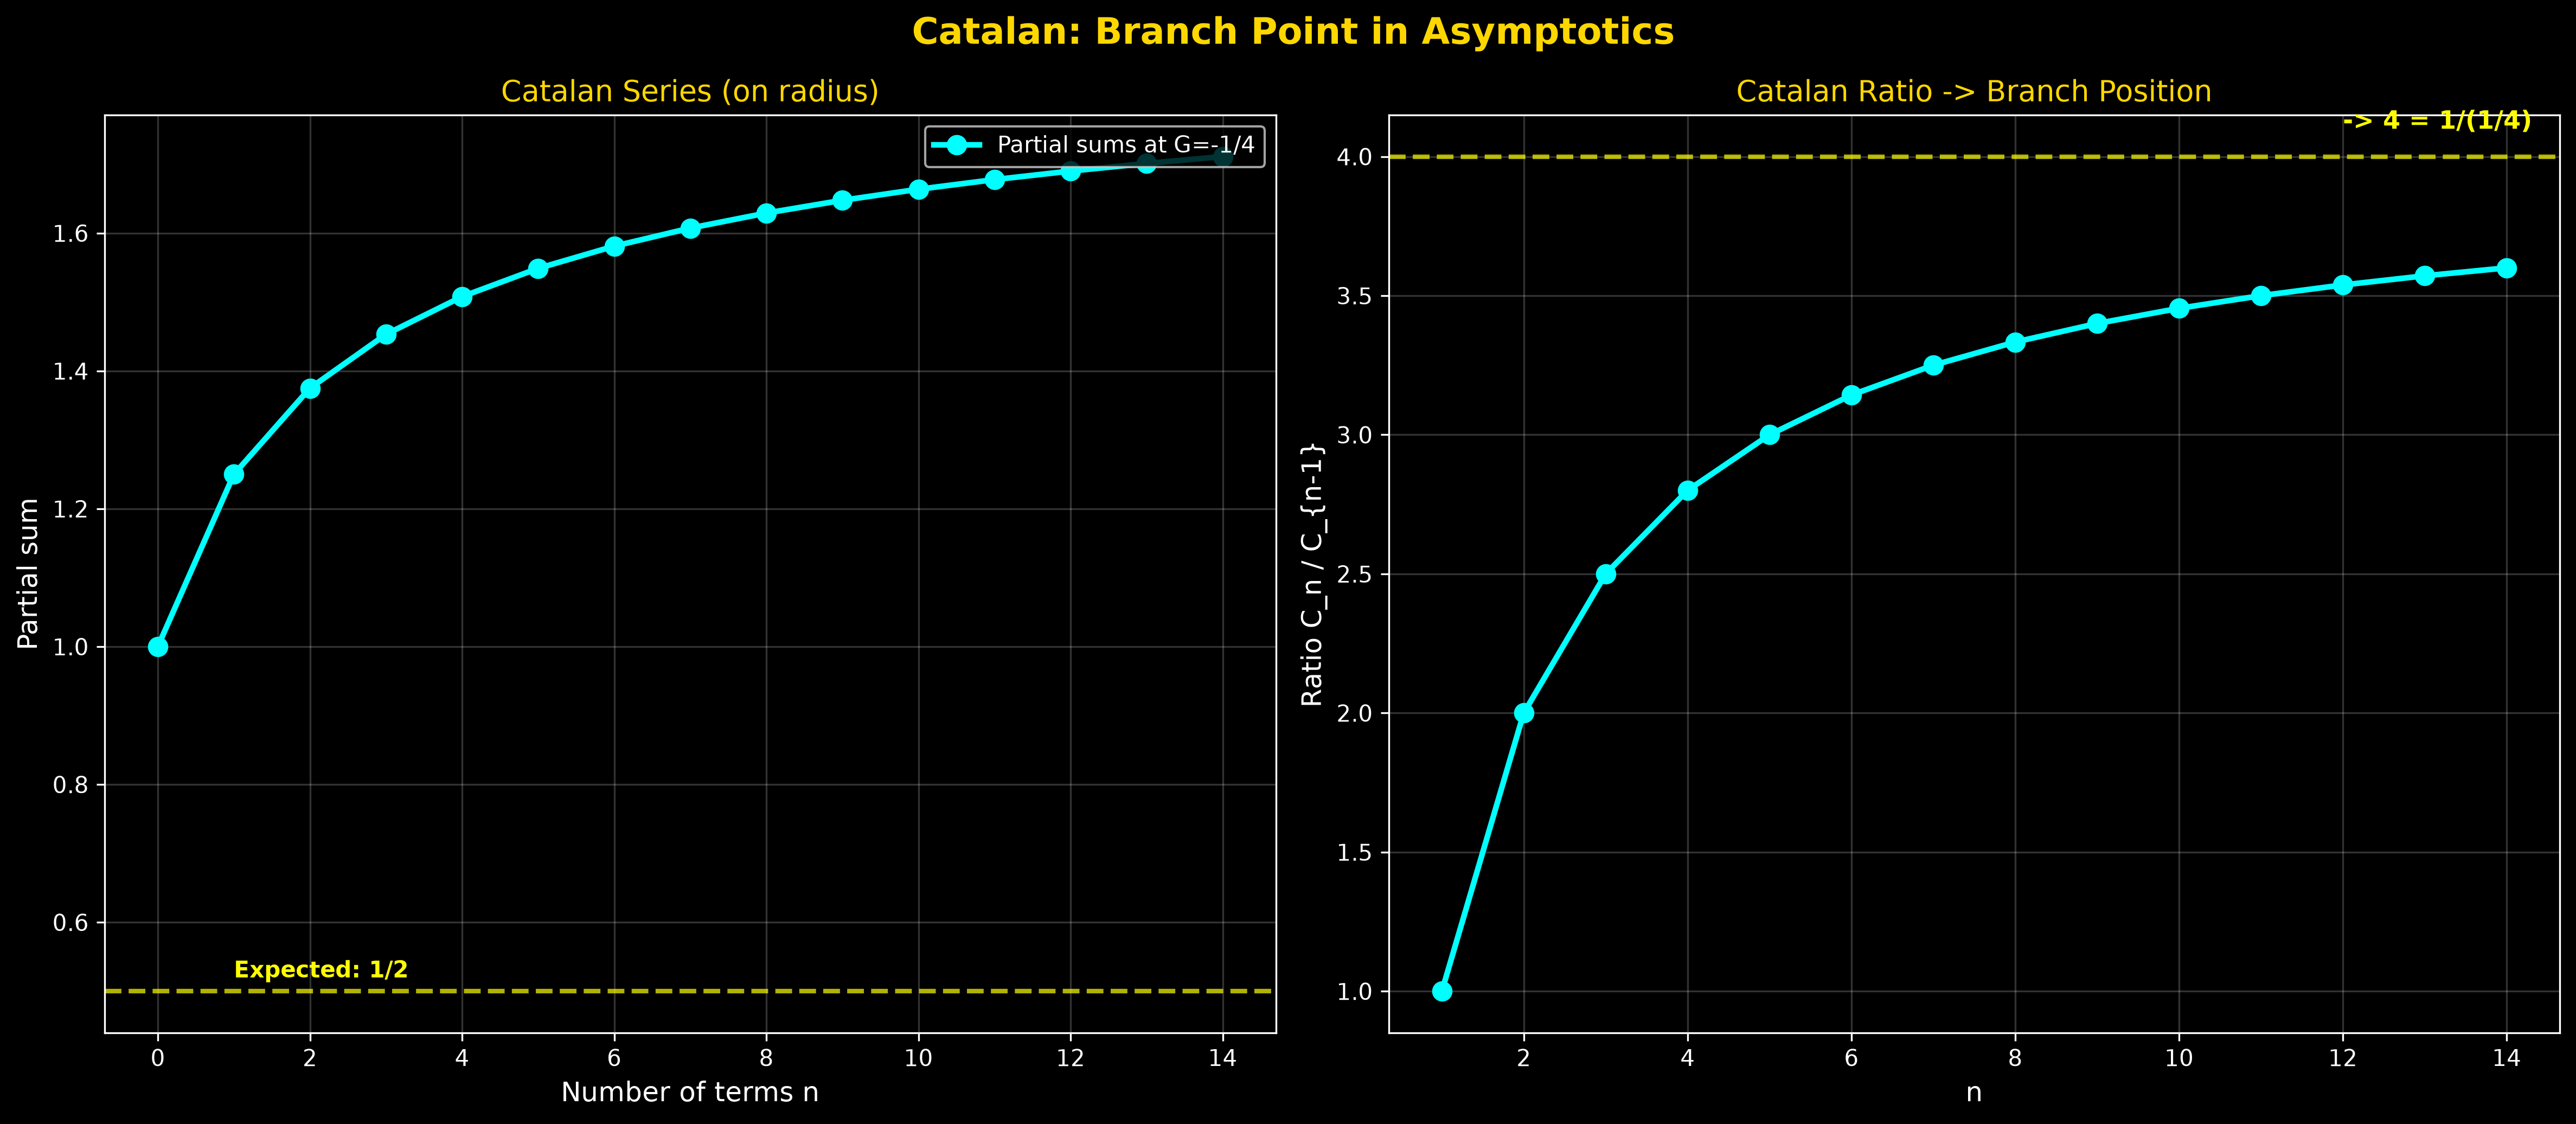 Catalan: Branch Point in Asymptotics
Catalan Series (on radius)
Partial sums at G=-1/4
Partial sum
1.6
1.4
1.2
1.0
0.8
0.6
Expected: 1/2
0 2 4 6 8 10 12 14
Number of terms n
Catalan Ratio -> Branch Position
-> 4 = 1/(1/4)
Ratio C_n / C_{n-1}
4.0
3.5
3.0
2.5
2.0
1.5
1.0
2 4 6 8 10 12 14
n